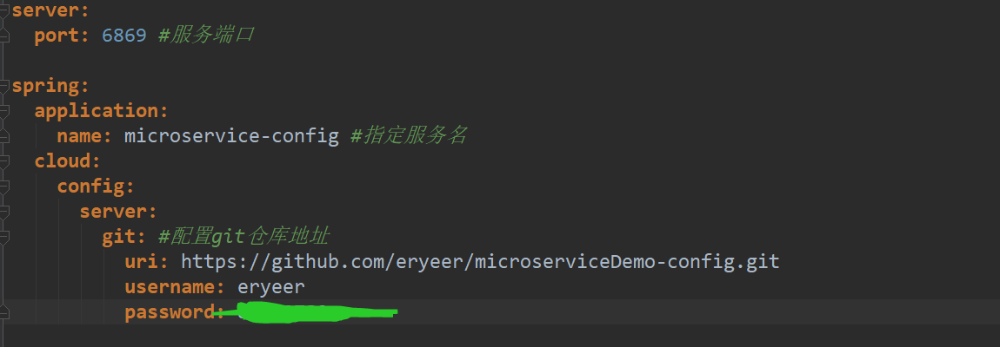 server:
port: 6869 #服务端口
spring:
application:
name: microservice-config #指定服务名
cloud:
config:
server:
git: #配置git仓库地址
uri: https://github.com/eryeer/microserviceDemo-config.git
username: eryeer
password: